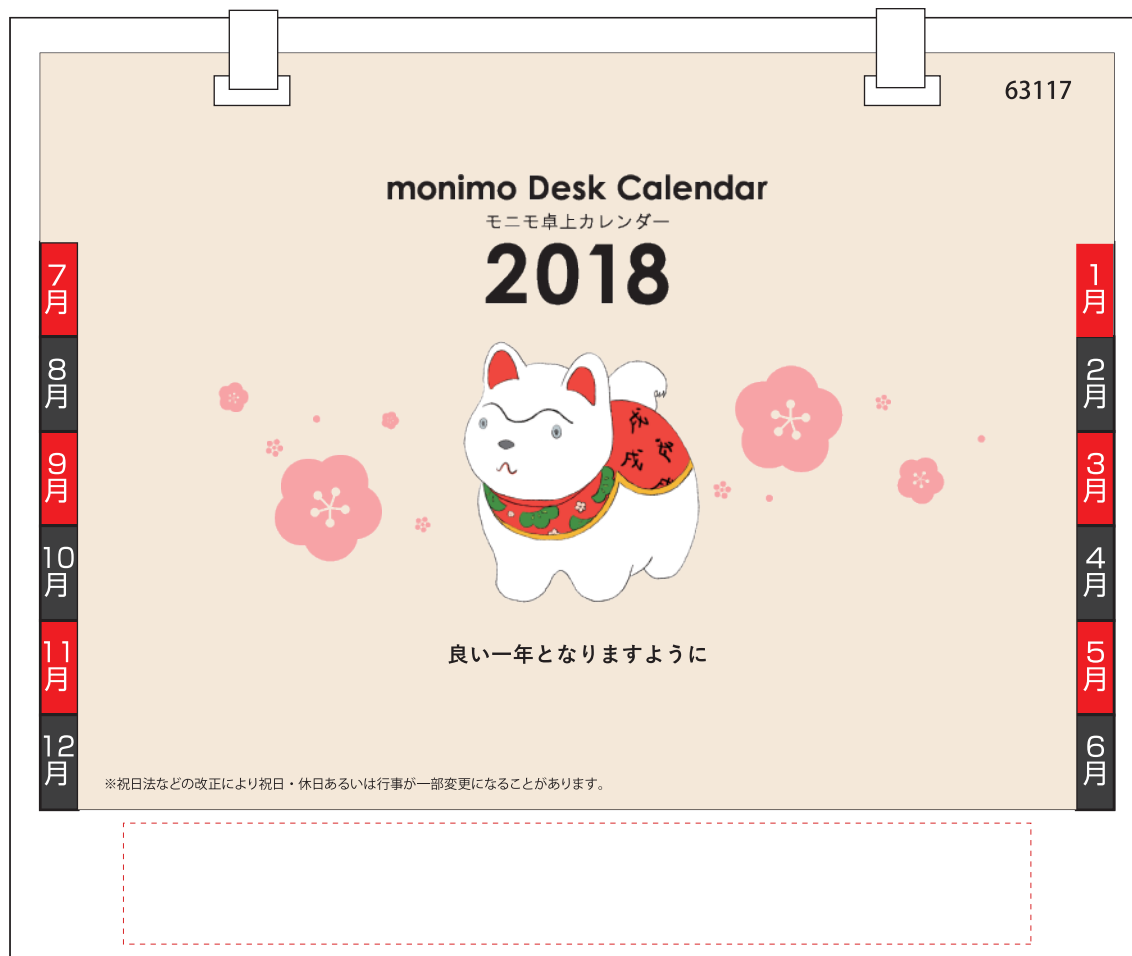 63117
monimo Desk Calendar
モニモ卓上カレンダー
2018
7月
8月
9月
10月
11月
12月
1月
2月
3月
4月
5月
6月
戌
戌
戌
良い一年となりますように
※祝日法などの改正により祝日・休日あるいは行事が一部変更になることがあります。